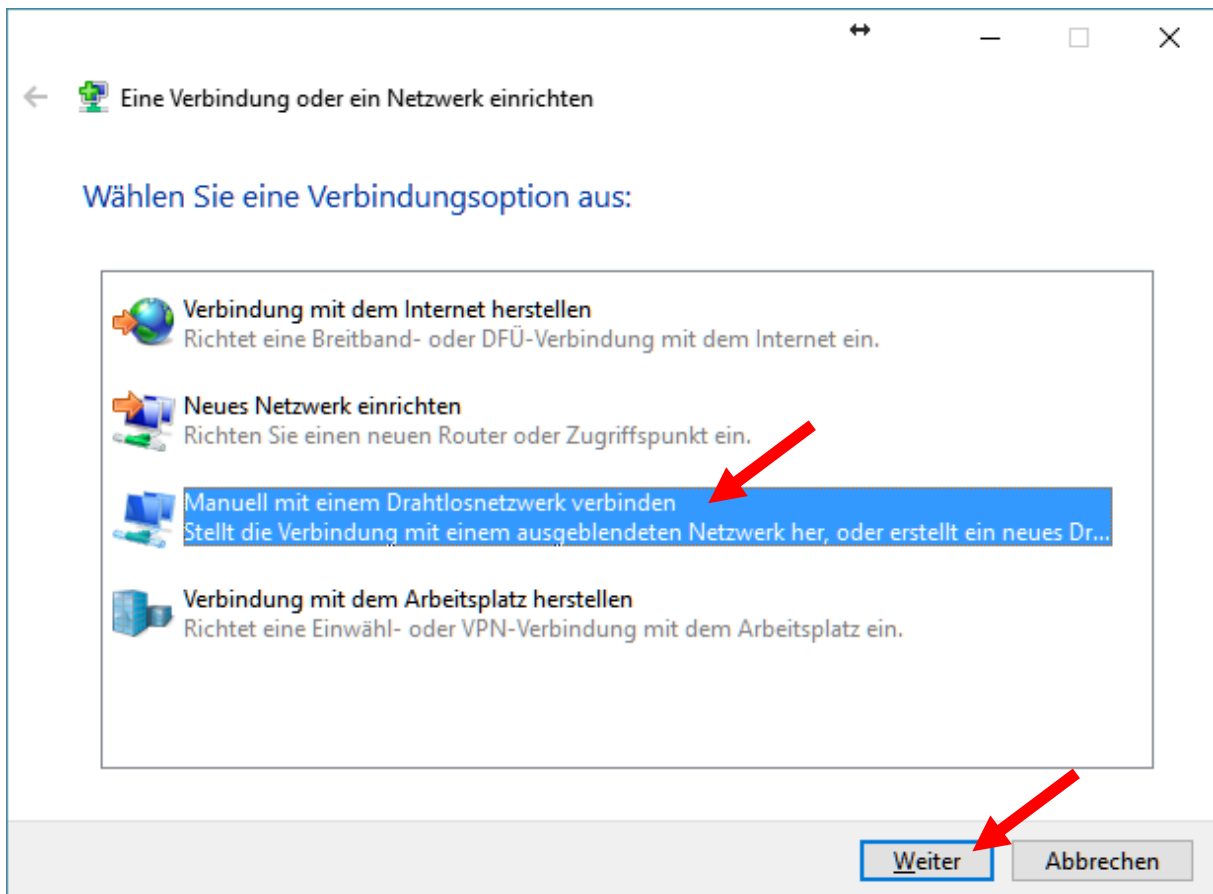 Eine Verbindung oder ein Netzwerk einrichten
Wählen Sie eine Verbindungsoption aus:
Verbindung mit dem Internet herstellen
Richtet eine Breitband- oder DFÜ-Verbindung mit dem Internet ein.
Neues Netzwerk einrichten
Richten Sie einen neuen Router oder Zugriffspunkt ein.
Manuell mit einem Drahtlosnetzwerk verbinden
Stellt die Verbindung mit einem ausgeblendeten Netzwerk her, oder erstellt ein neues Dr...
Verbindung mit dem Arbeitsplatz herstellen
Richtet eine Einwähl- oder VPN-Verbindung mit dem Arbeitsplatz ein.
Weiter
Abbrechen